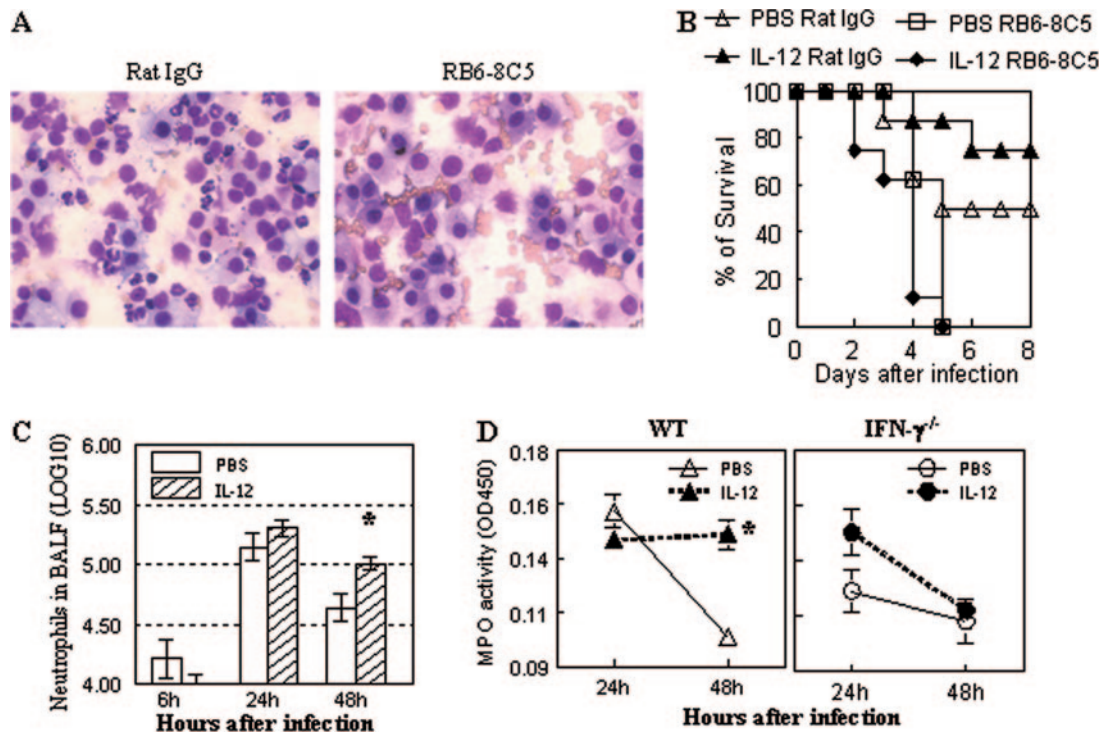 A
Rat IgG
RB6-8C5
B
PBS Rat IgG
PBS RB6-8C5
IL-12 Rat IgG
IL-12 RB6-8C5
% of Survival
100
80
60
40
20
0
0 2 4 6 8
Days after infection
C
Neutrophils in BALF (LOG10)
6.00
5.50
5.00
4.50
4.00
PBS
IL-12
*
6h 24h 48h
Hours after infection
D
WT
IFN-γ-/-
MPO activity (OD450)
0.18
0.16
0.14
0.11
0.09
PBS
IL-12
*
PBS
IL-12
24h 48h
24h 48h
Hours after infection